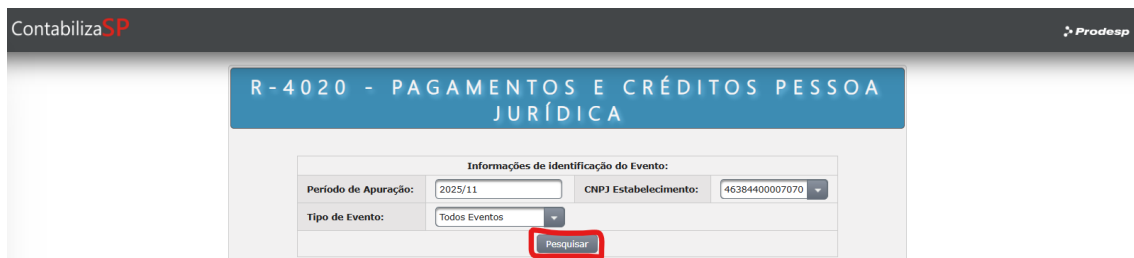 ContabilizaSP
Prodesp
R-4020 - PAGAMENTOS E CRÉDITOS PESSOA
JURÍDICA
Informações de identificação do Evento:
Período de Apuração: 2025/11 CNPJ Estabelecimento: 46384400007070
Tipo de Evento: Todos Eventos
Pesquisar